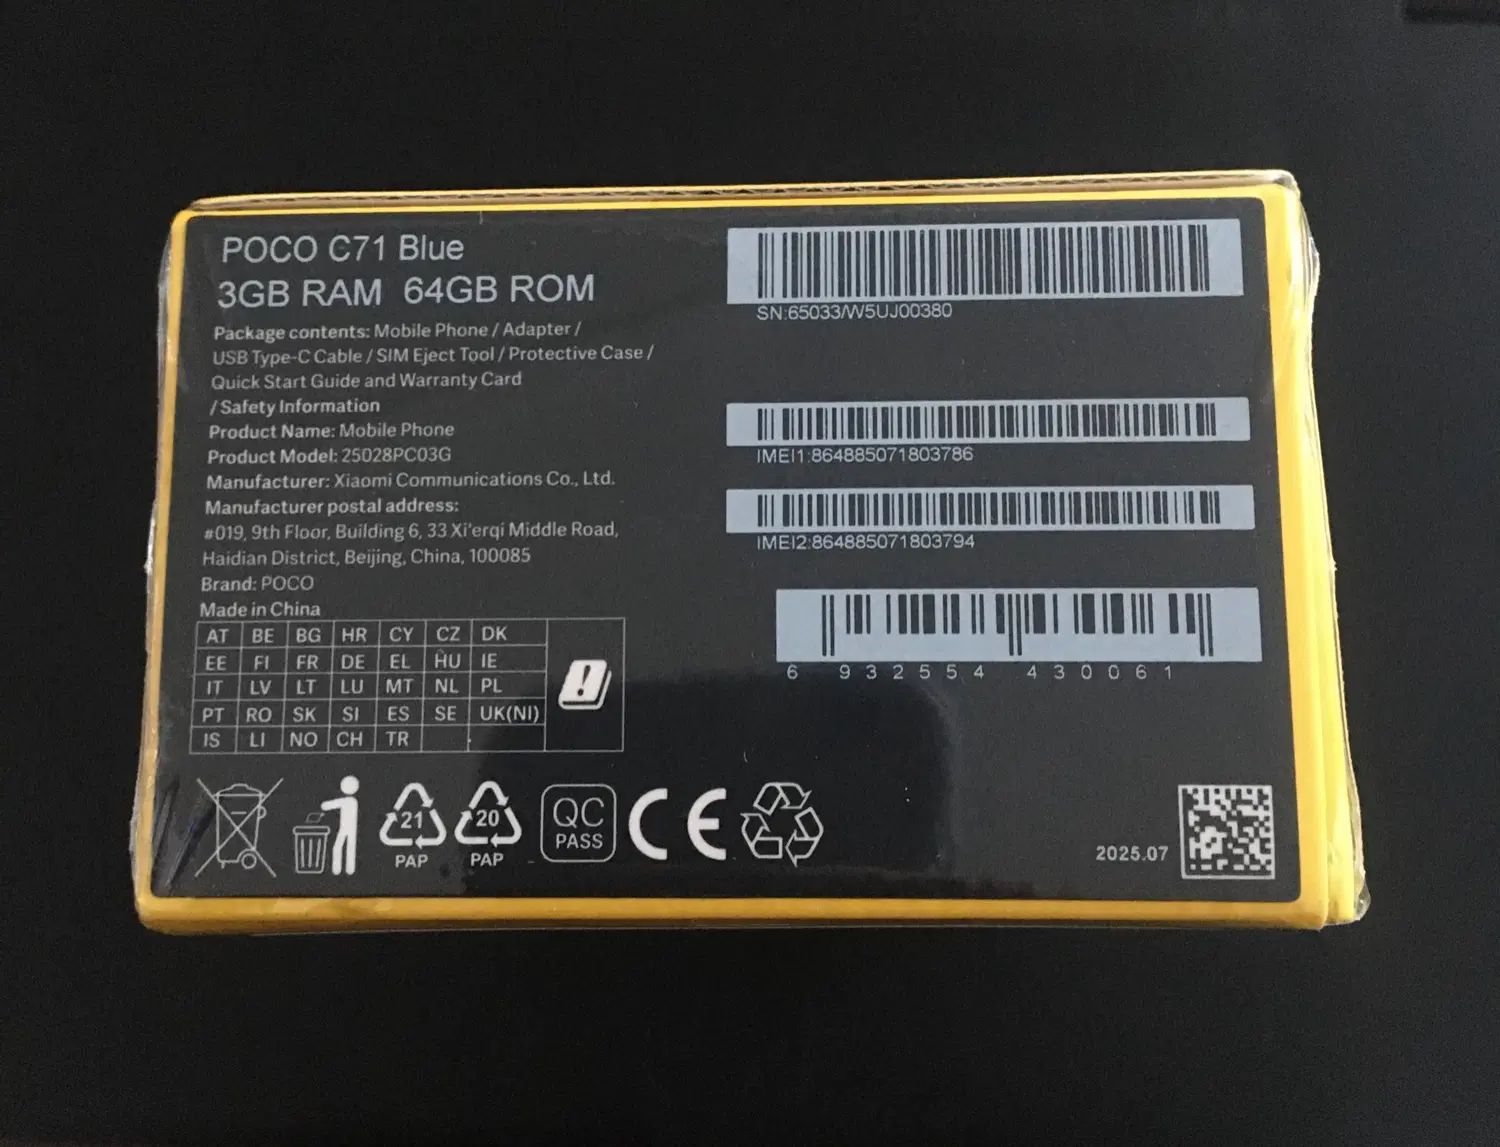 POCO C71 Blue
3GB RAM 64GB ROM
Package contents: Mobile Phone / Adapter /
USB Type-C Cable / SIM Eject Tool / Protective Case /
Quick Start Guide and Warranty Card
/ Safety Information
Product Name: Mobile Phone
Product Model: 25028PC03G
Manufacturer: Xiaomi Communications Co., Ltd.
Manufacturer postal address:
#019, 9th Floor, Building 6, 33 Xi'erqi Middle Road,
Haidian District, Beijing, China, 100085
Brand: POCO
Made in China
AT BE BG HR CY CZ DK
EE FI FR DE EL HU IE
IT LV LT LU MT NL PL
PT RO SK SI ES SE UK(NI)
IS LI NO CH TR
21
PAP
20
PAP
QC
PASS
CE
SN:65033/W5UJ00380
IMEI1:864885071803786
IMEI2:864885071803794
6 932554 430061
2025.07